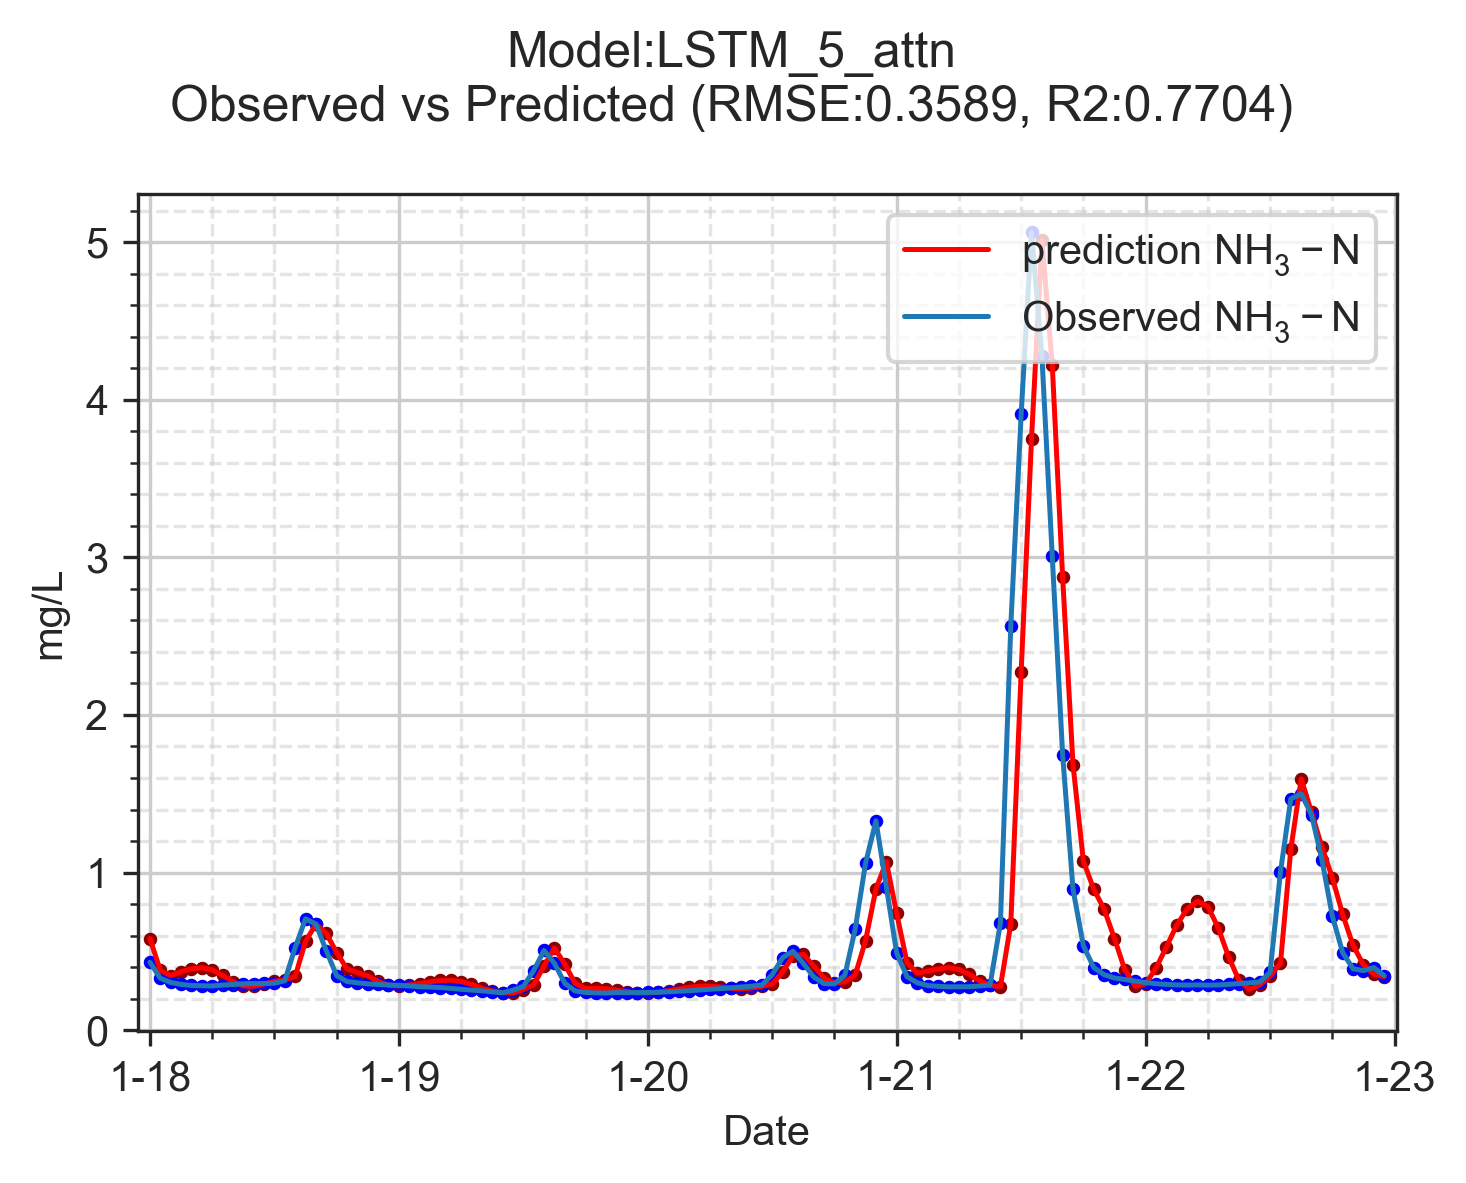 Model:LSTM_5_attn
Observed vs Predicted (RMSE:0.3589, R2:0.7704)
prediction NH₃ − N
Observed NH₃ − N
5
4
3
2
1
0
mg/L
1-18 1-19 1-20 1-21 1-22 1-23
Date